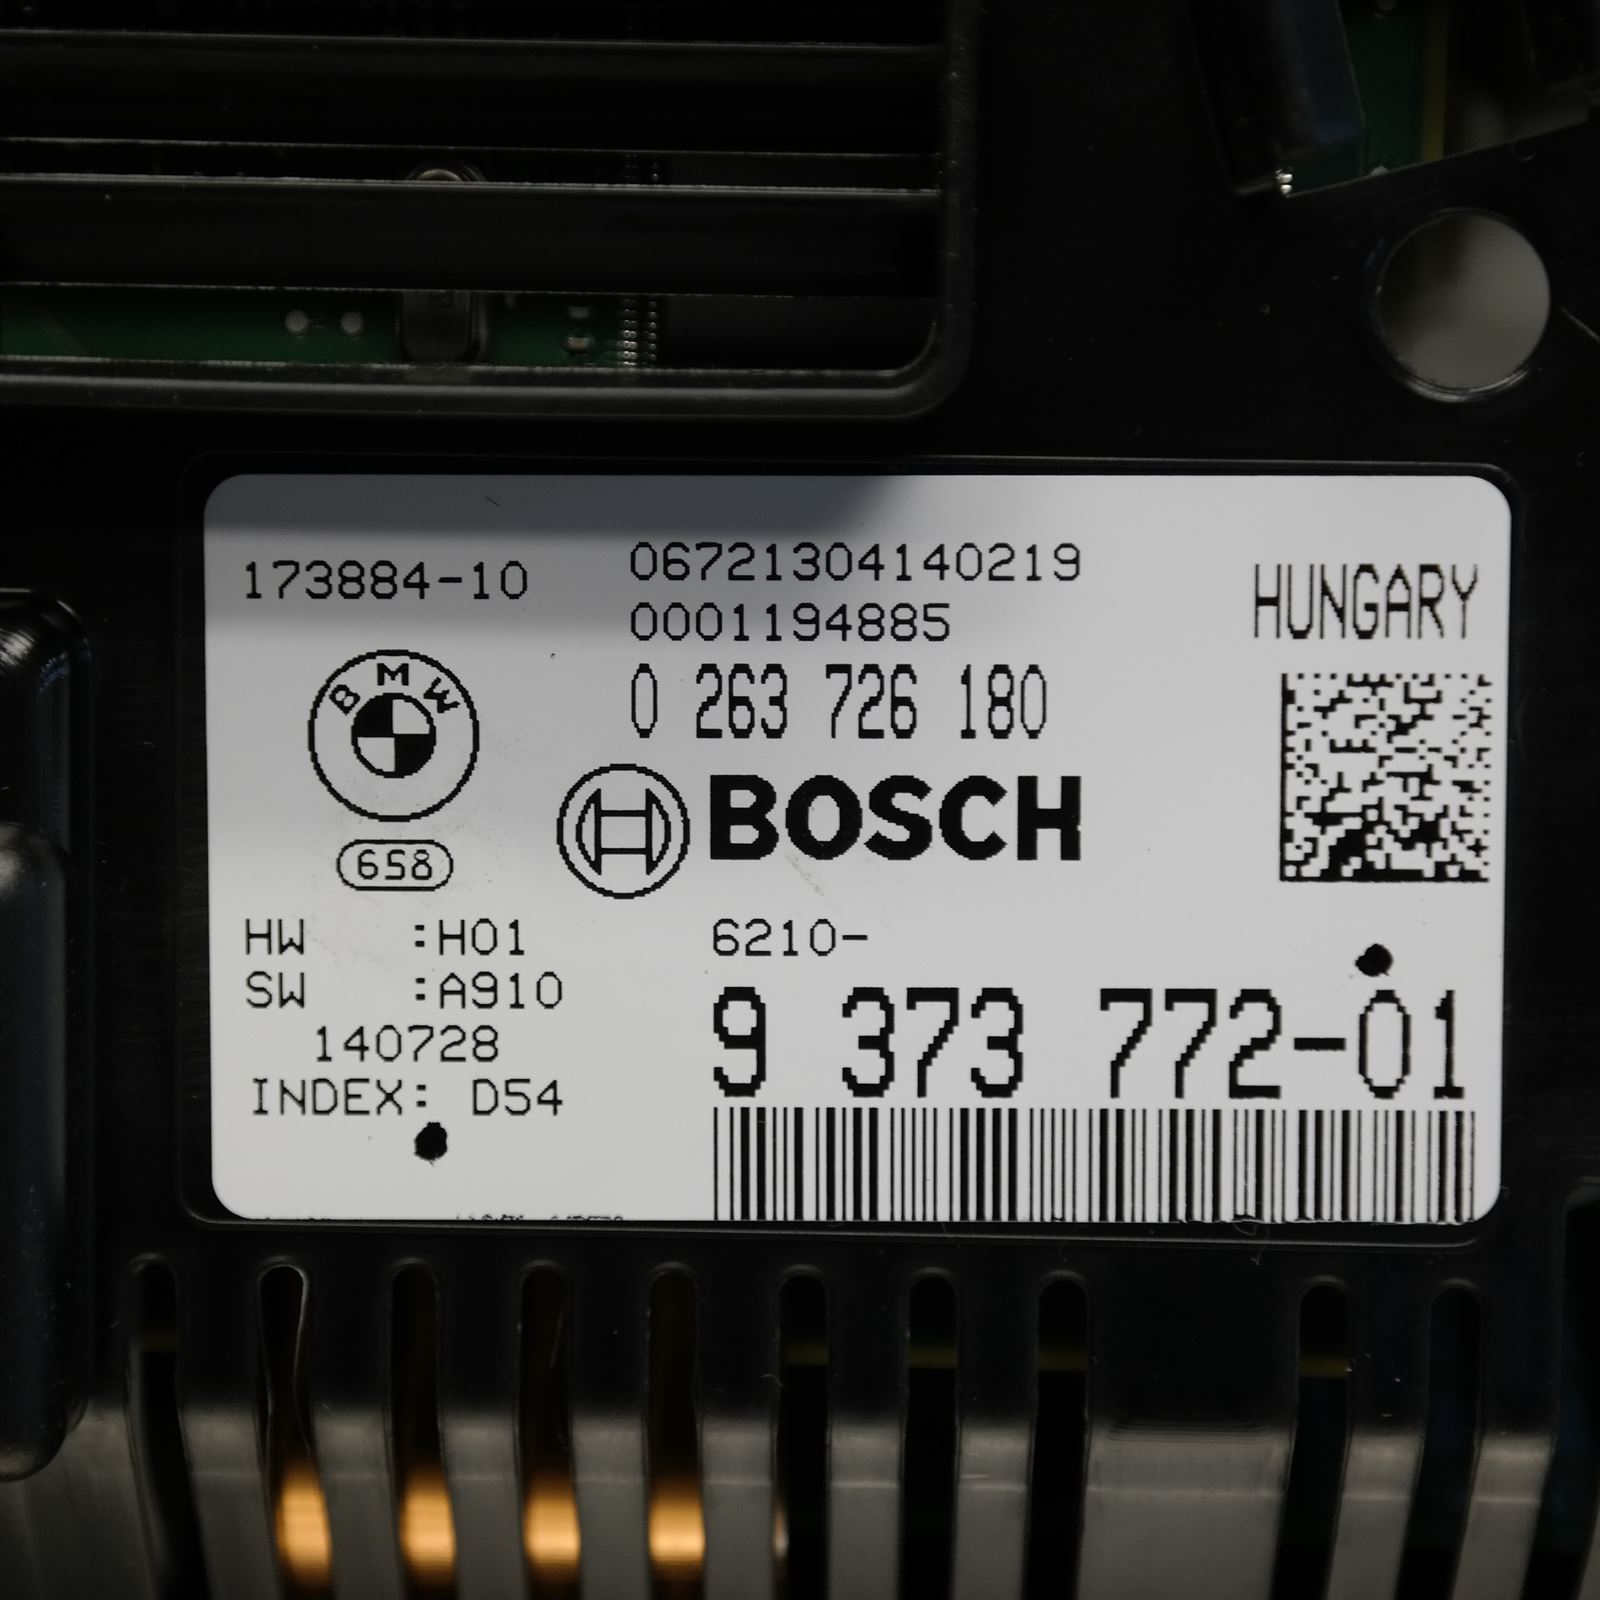 173884-10
06721304140219
0001194885
HUNGARY
0 263 726 180
BMW
658
BOSCH
HW :H01
SW :A910
140728
INDEX: D54
6210-
9 373 772-01